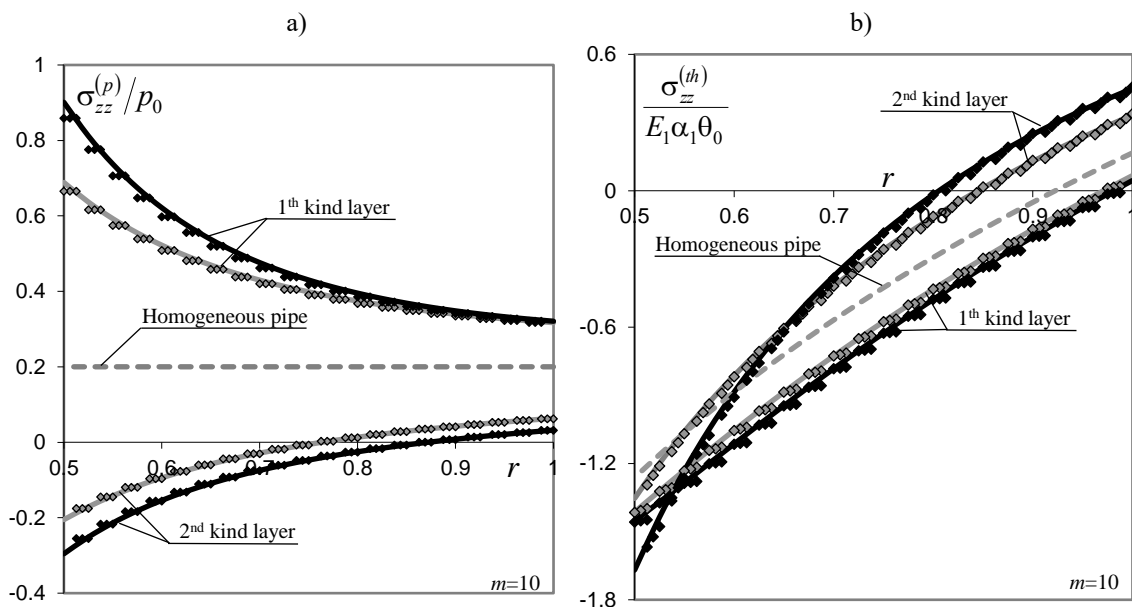 a)
1
0.8
0.6
0.4
0.2
0
-0.2
-0.4
σ_zz^(p)/p_0
1^th kind layer
Homogeneous pipe
0.5
0.6
0.7
0.8
0.9
1
r
2^nd kind layer
m=10
b)
0.6
0
-0.6
-1.2
-1.8
σ_zz^(th)
E_1α_1θ_0
2^nd kind layer
r
0.5
0.6
0.7
0.8
0.9
1
Homogeneous pipe
1^th kind layer
m=10